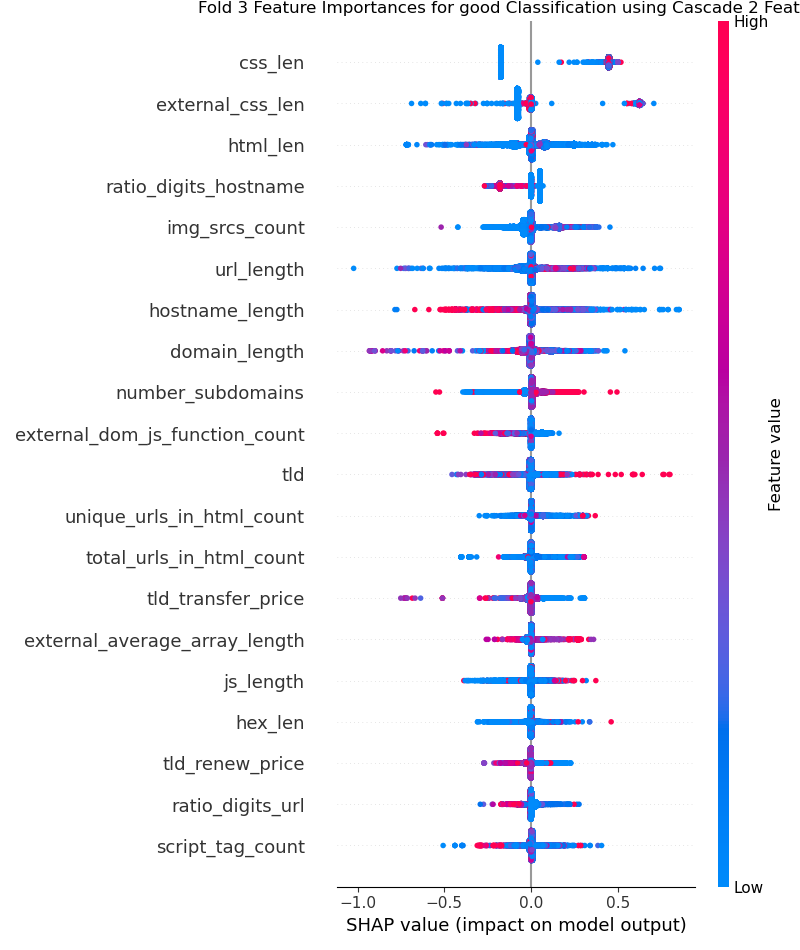 Fold 3 Feature Importances for good Classification using Cascade 2 Feat
High
css_len
external_css_len
html_len
ratio_digits_hostname
img_srcs_count
url_length
hostname_length
domain_length
number_subdomains
external_dom_js_function_count
tld
unique_urls_in_html_count
total_urls_in_html_count
tld_transfer_price
external_average_array_length
js_length
hex_len
tld_renew_price
ratio_digits_url
script_tag_count
Feature value
Low
−1.0 −0.5 0.0 0.5
SHAP value (impact on model output)